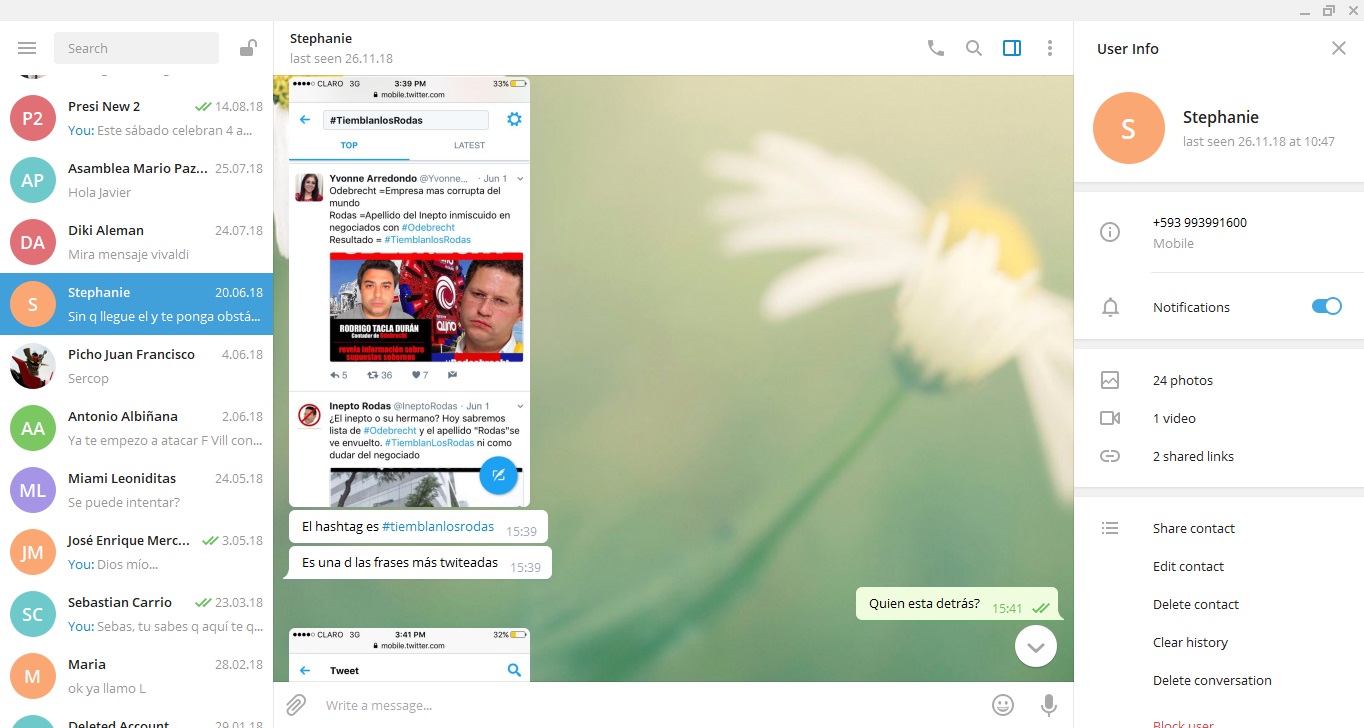 Search
Presi New 2
14.08.18
You: Este sábado celebran 4 a...
Asamblea Mario Paz...
25.07.18
Hola Javier
Diki Aleman
24.07.18
Mira mensaje vivaldi
Stephanie
20.06.18
Sin q llegue el y te ponga obstá...
Picho Juan Francisco
4.06.18
Sercop
Antonio Albiñana
2.06.18
Ya te empezo a atacar F Vill con...
Miami Leoniditas
24.05.18
Se puede intentar?
José Enrique Merc...
3.05.18
You: Dios mío...
Sebastian Carrio
23.03.18
You: Sebas, tu sabes q aquí te q...
Maria
28.02.18
ok ya llamo L
Deleted Account
29.01.18
P2
AP
DA
S
AA
ML
JM
SC
M
Stephanie
last seen 26.11.18
CLARO 3G 3:39 PM 33%
mobile.twitter.com
#TiemblanlosRodas
TOP LATEST
Yvonne Arredondo @Yvonne... · Jun 1
Odebrecht =Empresa mas corrupta del
mundo
Rodas =Apellido del Inepto inmiscuido en
negociados con #Odebrecht
Resultado = #TiemblanlosRodas
RODRIGO TACLA DURÁN
Contador de #Odebrecht
revela información sobre
supuestos sobornos
5 36 7
Inepto Rodas @IneptoRodas · Jun 1
¿El inepto o su hermano? Hoy sabremos
lista de #Odebrecht y el apellido "Rodas"se
ve envuelto. #TiemblanLosRodas ni como
dudar del negociado
El hashtag es #tiemblanlosrodas 15:39
Es una d las frases más twiteadas 15:39
Quien esta detrás? 15:41
CLARO 3G 3:41 PM 32%
mobile.twitter.com
Tweet
Write a message...
User Info
S
Stephanie
last seen 26.11.18 at 10:47
+593 993991600
Mobile
Notifications
24 photos
1 video
2 shared links
Share contact
Edit contact
Delete contact
Clear history
Delete conversation
Block user